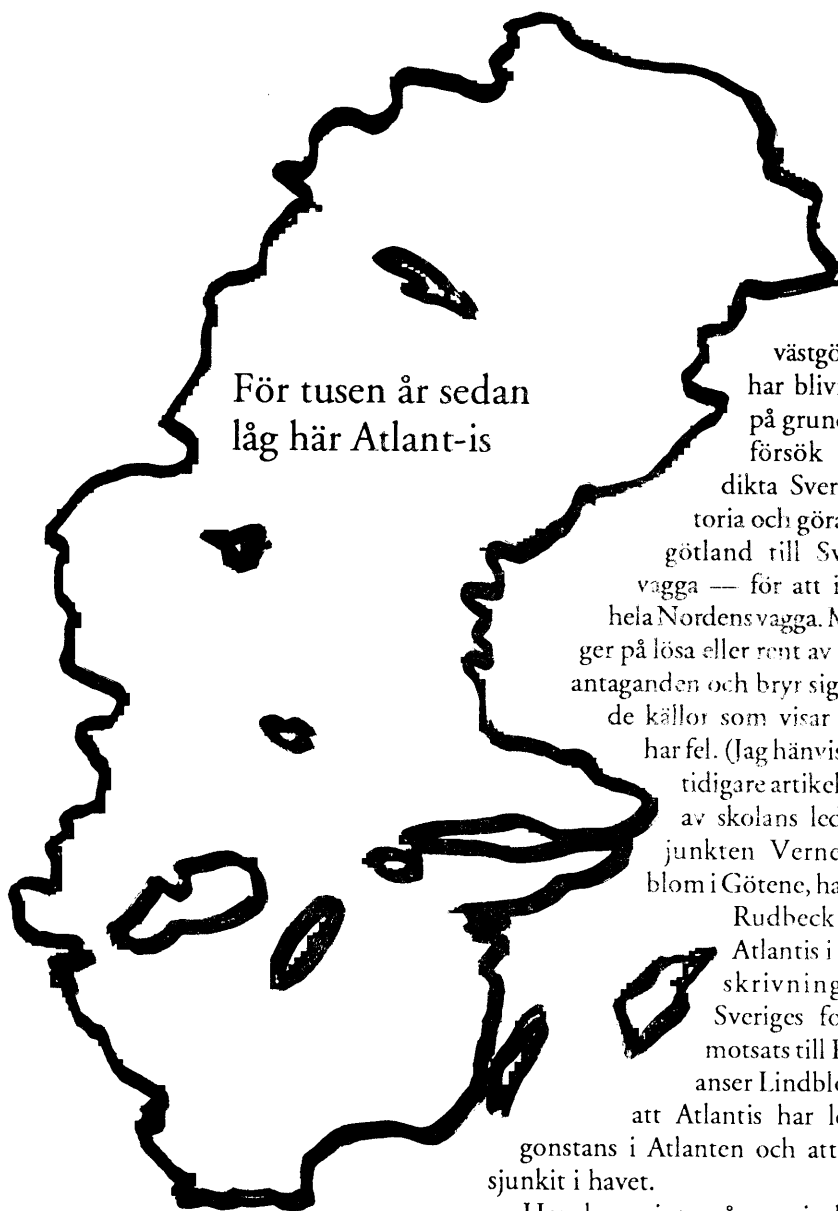 För tusen år sedan
låg här Atlant-is
västgö
har bliv
på grun
försök
dikta Sver
toria och göra
götland till Sv
vagga — för att i
hela Nordens vagga. M
ger på lösa eller rent av
antaganden och bryr sig
de källor som visar
har fel. (Jag hänvis
tidigare artikel
av skolans led
junkten Verne
blom i Götene, ha
Rudbeck
Atlantis i
skrivning
Sveriges fo
motsats till
anser Lindblo
att Atlantis har l
gonstans i Atlanten och att
sjunkit i havet.